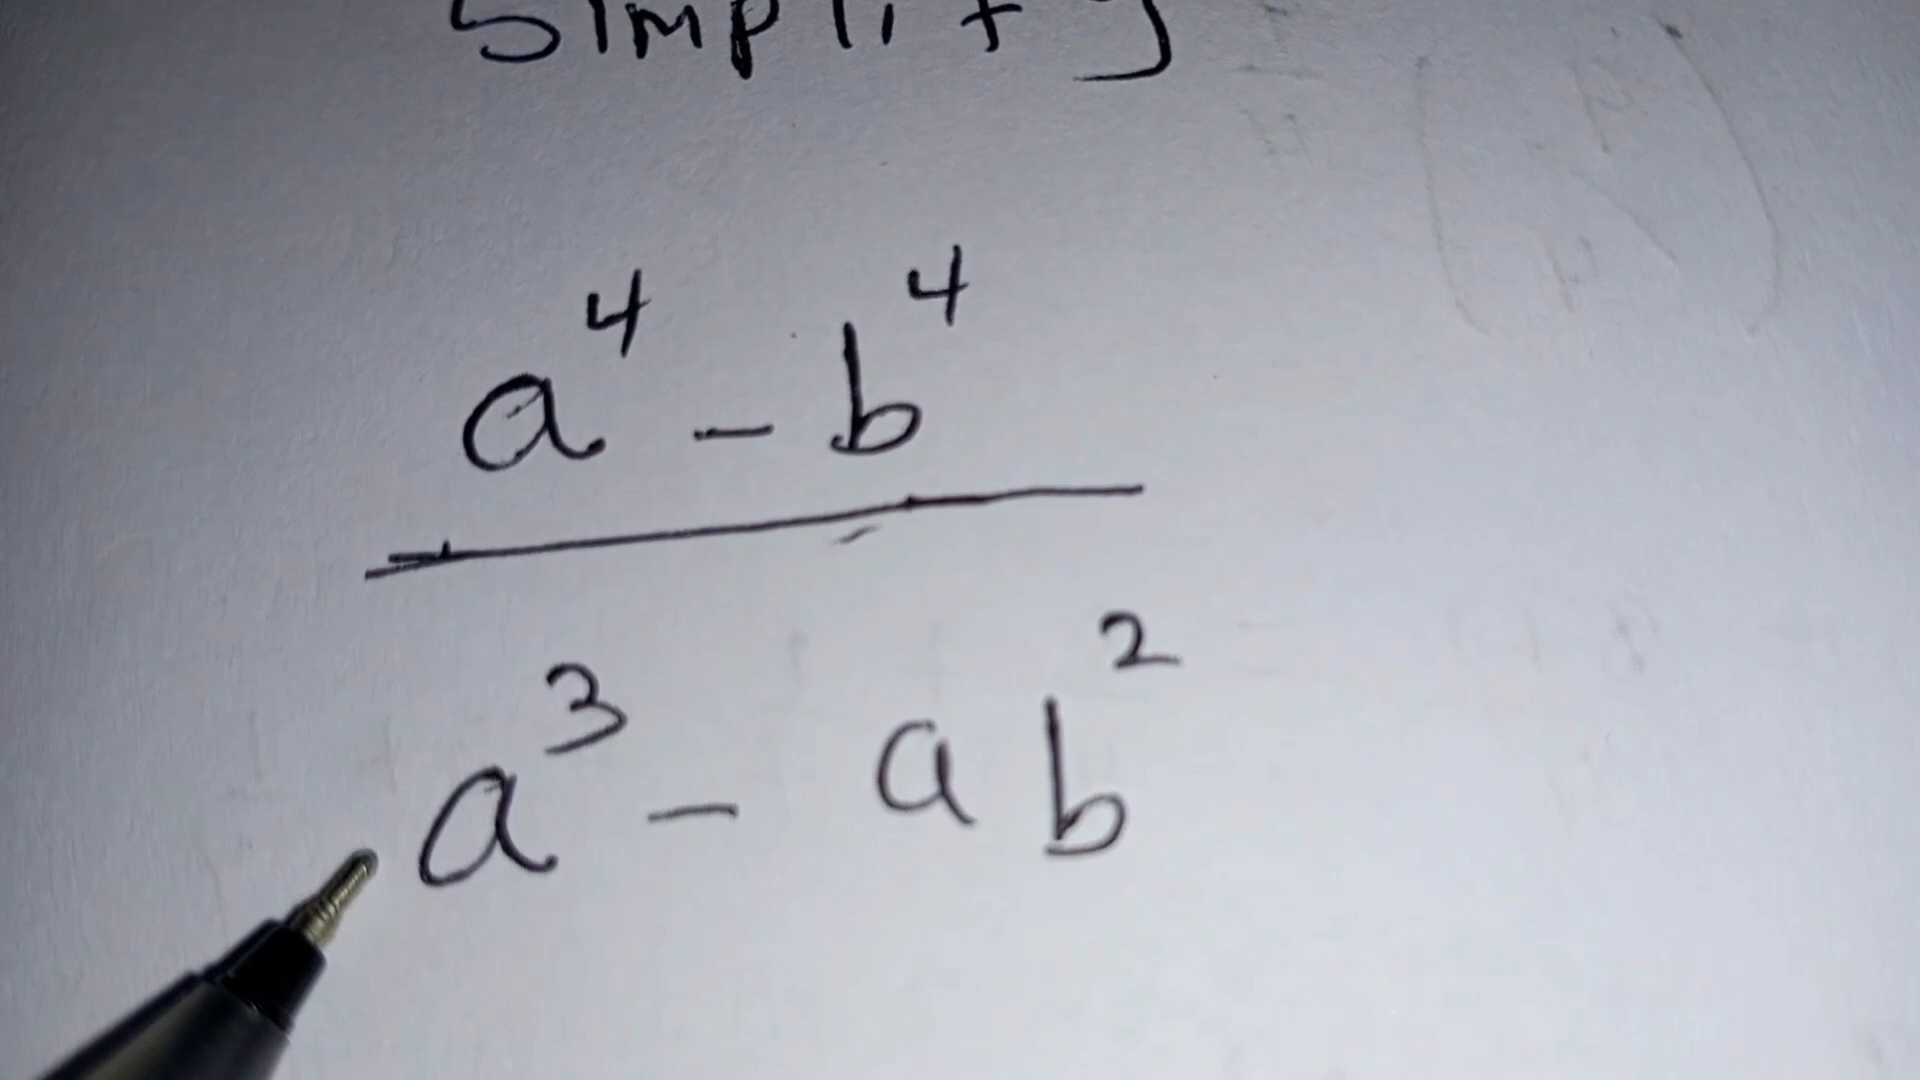 Simplify
a⁴ - b⁴
a³ - ab²